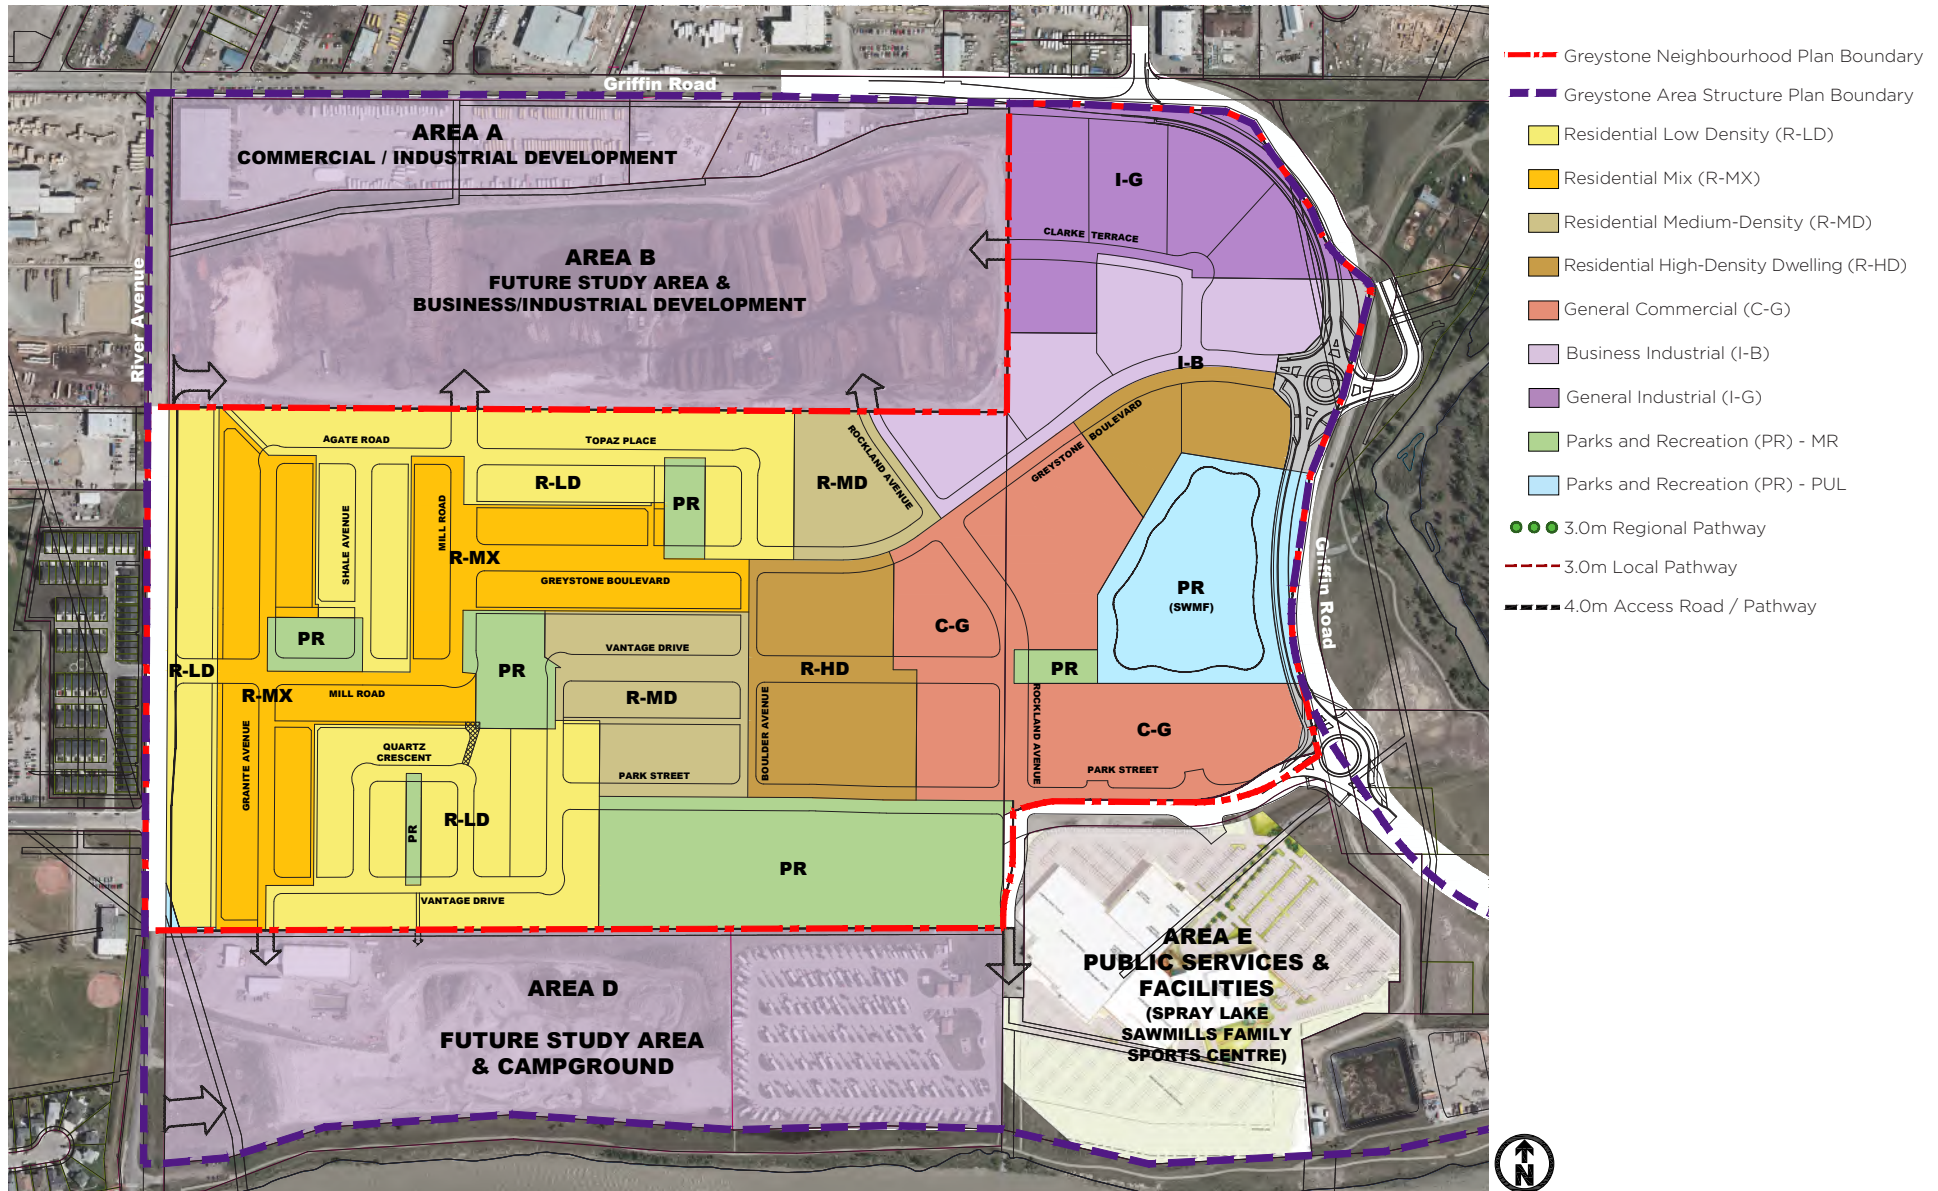 Griffin Road
AREA A
COMMERCIAL / INDUSTRIAL DEVELOPMENT
I-G
CLARKE TERRACE
AREA B
FUTURE STUDY AREA &
BUSINESS/INDUSTRIAL DEVELOPMENT
River Avenue
I-B
GREYSTONE BOULEVARD
AGATE ROAD
TOPAZ PLACE
ROCKLAND AVENUE
R-LD
R-MD
PR
SHALE AVENUE
MILL ROAD
R-MX
GREYSTONE BOULEVARD
PR
(SWMF)
Griffin Road
PR
C-G
VANTAGE DRIVE
R-LD
PR
R-HD
PR
R-MX
MILL ROAD
R-MD
BOULDER AVENUE
ROCKLAND AVENUE
C-G
GRANITE AVENUE
QUARTZ
CRESCENT
PARK STREET
PARK STREET
PR
R-LD
PR
VANTAGE DRIVE
AREA D
FUTURE STUDY AREA
& CAMPGROUND
AREA E
PUBLIC SERVICES &
FACILITIES
(SPRAY LAKE
SAWMILLS FAMILY
SPORTS CENTRE)
Greystone Neighbourhood Plan Boundary
Greystone Area Structure Plan Boundary
Residential Low Density (R-LD)
Residential Mix (R-MX)
Residential Medium-Density (R-MD)
Residential High-Density Dwelling (R-HD)
General Commercial (C-G)
Business Industrial (I-B)
General Industrial (I-G)
Parks and Recreation (PR) - MR
Parks and Recreation (PR) - PUL
3.0m Regional Pathway
3.0m Local Pathway
4.0m Access Road / Pathway
N